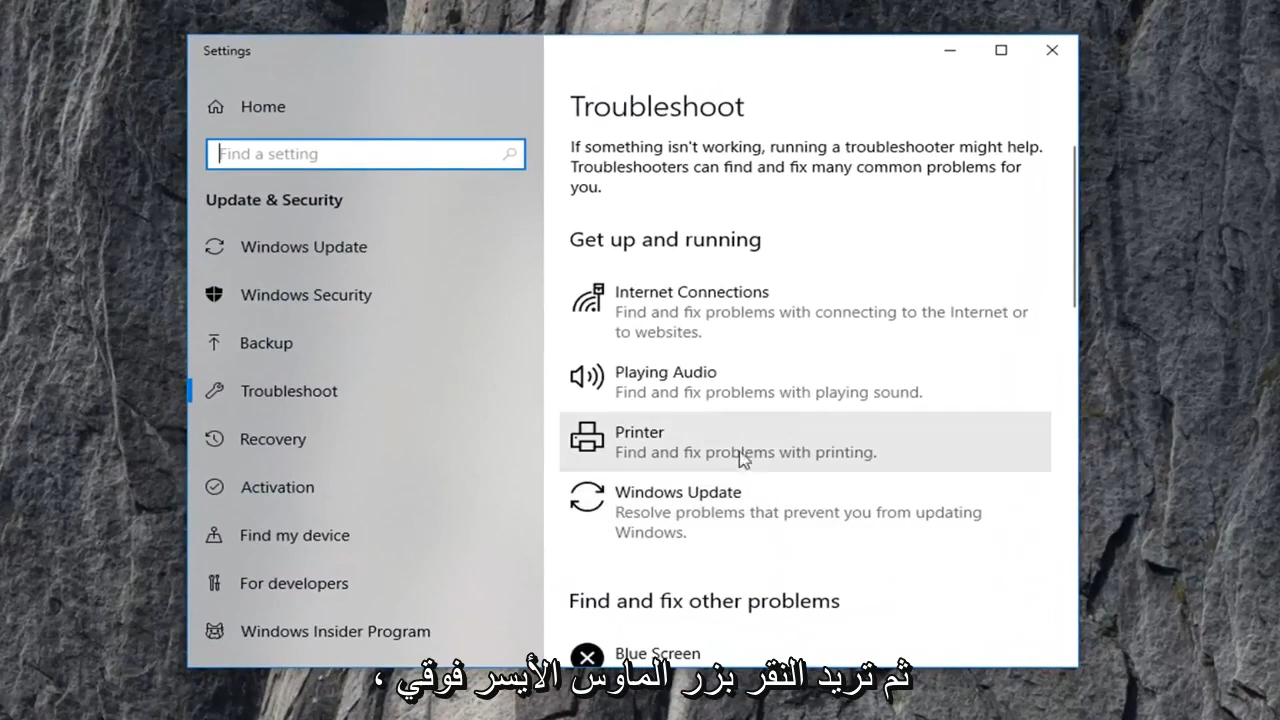 Settings
Home
Find a setting
Update & Security
Windows Update
Windows Security
Backup
Troubleshoot
Recovery
Activation
Find my device
For developers
Windows Insider Program
Troubleshoot
If something isn't working, running a troubleshooter might help.
Troubleshooters can find and fix many common problems for
you.
Get up and running
Internet Connections
Find and fix problems with connecting to the Internet or
to websites.
Playing Audio
Find and fix problems with playing sound.
Printer
Find and fix problems with printing.
Windows Update
Resolve problems that prevent you from updating
Windows.
Find and fix other problems
Blue Screen
ثم تريد النقر بزر الماوس الأيسر فوقي ،